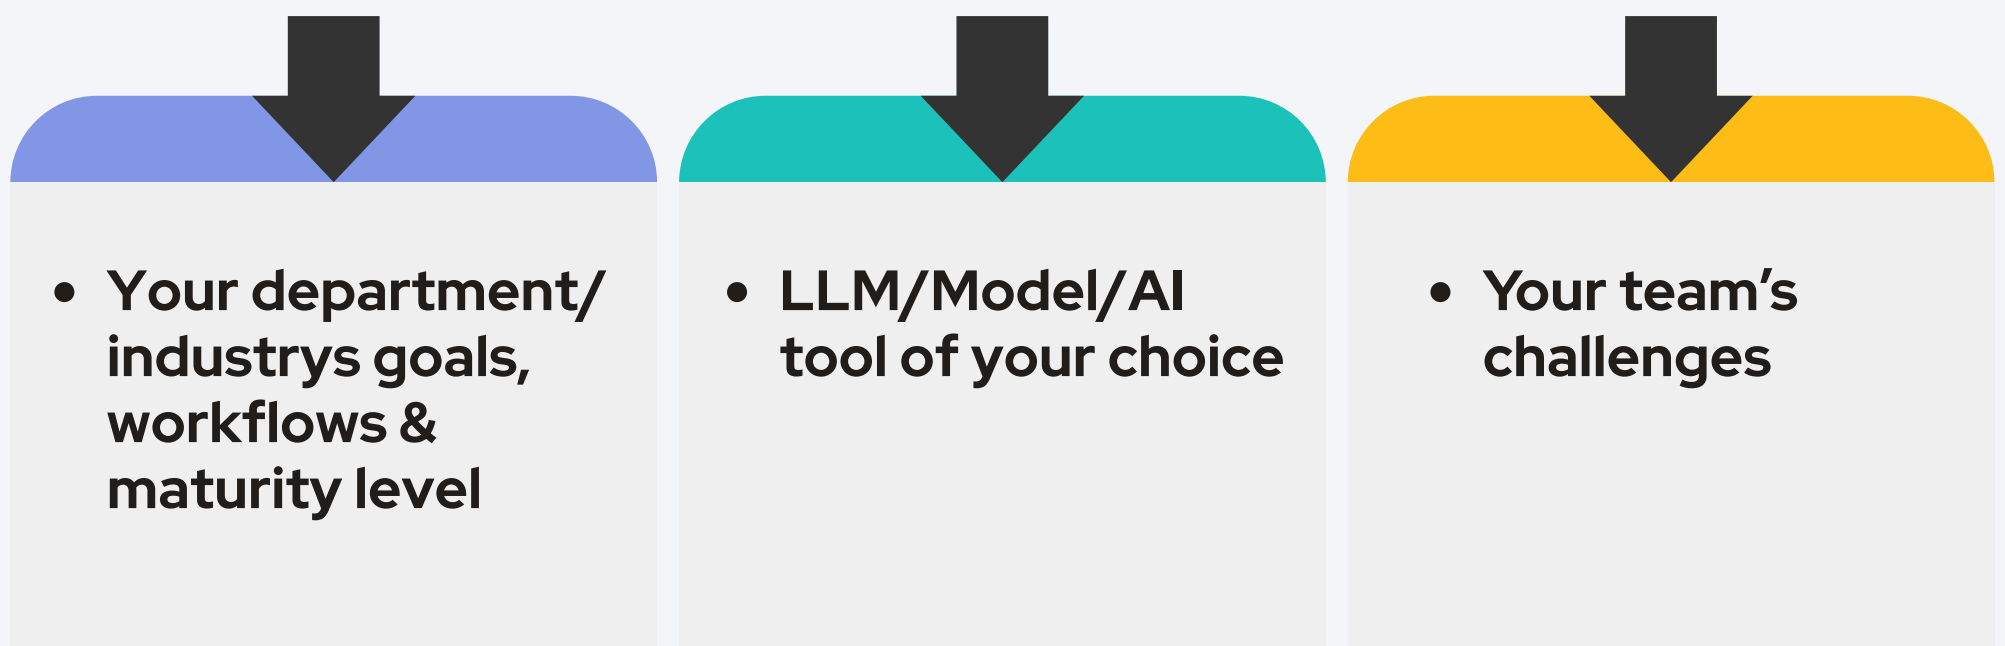 • Your department/
industrys goals,
workflows &
maturity level
• LLM/Model/AI
tool of your choice
• Your team’s
challenges